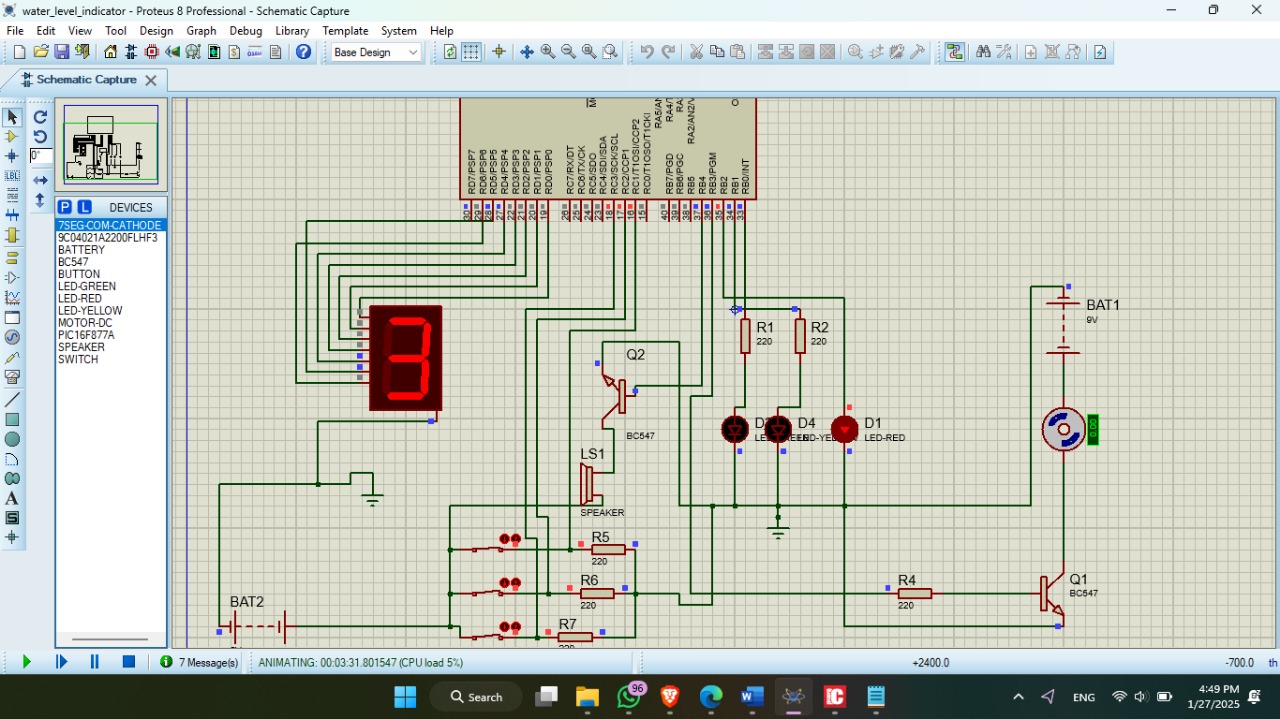 water_level_indicator - Proteus 8 Professional - Schematic Capture
File Edit View Tool Design Graph Debug Library Template System Help
Base Design
Schematic Capture
0°
P L DEVICES
7SEG-COM-CATHODE
9C04021A2200FLHF3
BATTERY
BC547
BUTTON
LED-GREEN
LED-RED
LED-YELLOW
MOTOR-DC
PIC16F877A
SPEAKER
SWITCH
RD7/PSP7
RD6/PSP6
RD5/PSP5
RD4/PSP4
RD3/PSP3
RD2/PSP2
RD1/PSP1
RD0/PSP0
RC7/RX/DT
RC6/TX/CK
RC5/SDO
RC4/SDI/SDA
RC3/SCK/SCL
RC2/CCP1
RC1/T1OSI/CCP2
RC0/T1OSO/T1CKI
RB7/PGD
RB6/PGC
RB5
RB4
RB3/PGM
RB2
RB1
RB0/INT
30 29 28 27 22 21 20 19 26 25 24 23 18 17 16 15 40 39 38 37 36 35 34 33
3
R1
220
R2
220
BAT1
9V
Q2
BC547
D4
D1
LED-RED
0.00
LS1
SPEAKER
R5
220
R6
220
R7
R4
220
Q1
BC547
BAT2
7 Message(s) ANIMATING: 00:03:31.801547 (CPU load 5%) +2400.0 -700.0 th
Search
96
ENG
4:49 PM
1/27/2025